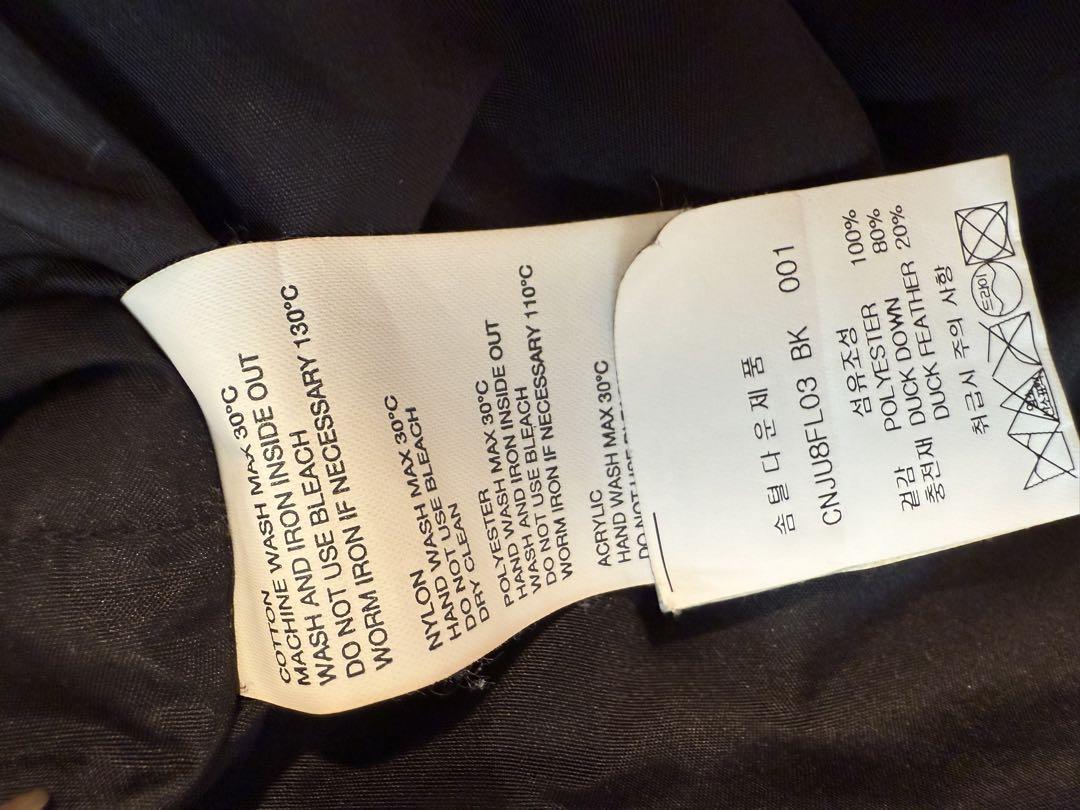 COTTON
MACHINE WASH MAX 30°C
WASH AND IRON INSIDE OUT
DO NOT USE BLEACH
WORM IRON IF NECESSARY 130°C
NYLON
HAND WASH MAX 30°C
DO NOT USE BLEACH
DRY CLEAN
POLYESTER
HAND WASH MAX 30°C
WASH AND IRON INSIDE OUT
DO NOT USE BLEACH
WORM IRON IF NECESSARY 110°C
ACRYLIC
HAND WASH MAX 30°C
DO NOT USE
솜털다운제품
CNJU8FL03 BK 001
섬유조성
겉감 POLYESTER 100%
충전재 DUCK DOWN 80%
DUCK FEATHER 20%
취급시 주의 사항
드라이